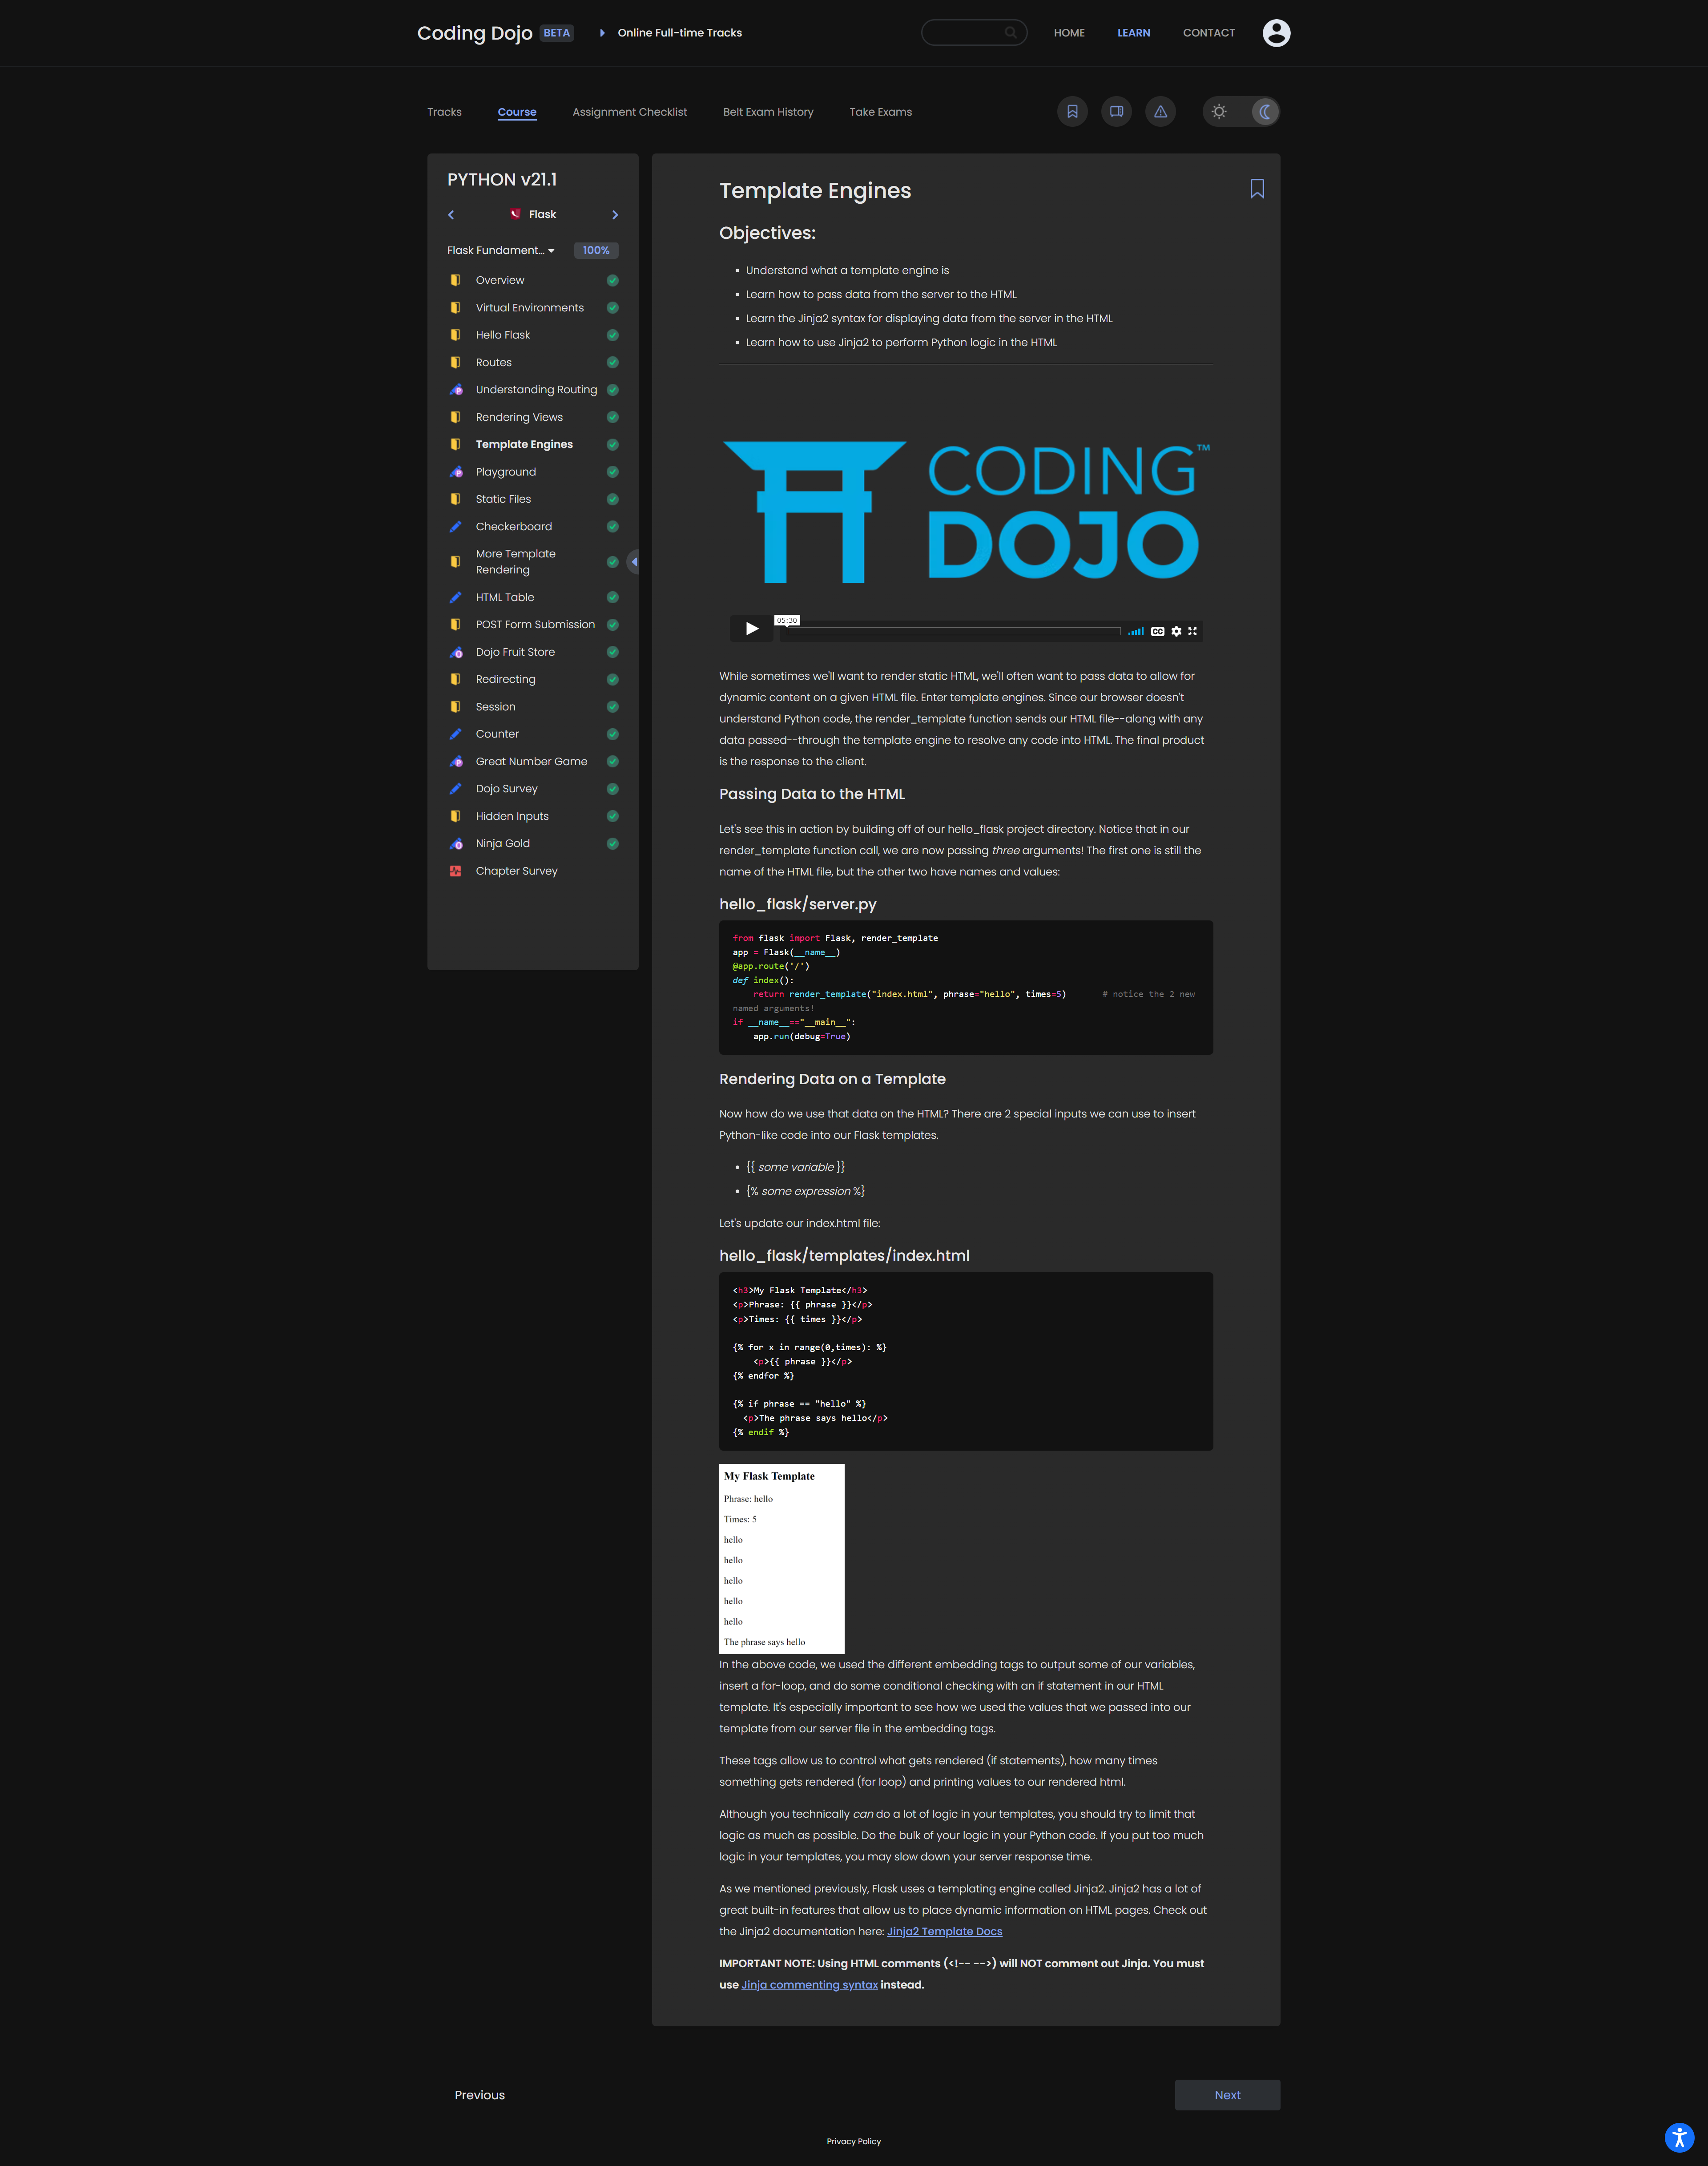 Coding Dojo BETA Online Full-time Tracks HOME LEARN CONTACT
Tracks Course Assignment Checklist Belt Exam History Take Exams
PYTHON v21.1
Flask
Flask Fundament... 100%
Overview
Virtual Environments
Hello Flask
Routes
Understanding Routing
Rendering Views
Template Engines
Playground
Static Files
Checkerboard
More Template
Rendering
HTML Table
POST Form Submission
Dojo Fruit Store
Redirecting
Session
Counter
Great Number Game
Dojo Survey
Hidden Inputs
Ninja Gold
Chapter Survey
Template Engines
Objectives:
• Understand what a template engine is
• Learn how to pass data from the server to the HTML
• Learn the Jinja2 syntax for displaying data from the server in the HTML
• Learn how to use Jinja2 to perform Python logic in the HTML
CODING™
DOJO
05:30
CC
While sometimes we'll want to render static HTML, we'll often want to pass data to allow for
dynamic content on a given HTML file. Enter template engines. Since our browser doesn't
understand Python code, the render_template function sends our HTML file--along with any
data passed--through the template engine to resolve any code into HTML. The final product
is the response to the client.
Passing Data to the HTML
Let's see this in action by building off of our hello_flask project directory. Notice that in our
render_template function call, we are now passing three arguments! The first one is still the
name of the HTML file, but the other two have names and values:
hello_flask/server.py
from flask import Flask, render_template
app = Flask(__name__)
@app.route('/')
def index():
    return render_template("index.html", phrase="hello", times=5)       # notice the 2 new
named arguments!
if __name__=="__main__":
    app.run(debug=True)
Rendering Data on a Template
Now how do we use that data on the HTML? There are 2 special inputs we can use to insert
Python-like code into our Flask templates.
• {{ some variable }}
• {% some expression %}
Let's update our index.html file:
hello_flask/templates/index.html
<h3>My Flask Template</h3>
<p>Phrase: {{ phrase }}</p>
<p>Times: {{ times }}</p>
{% for x in range(0,times): %}
    <p>{{ phrase }}</p>
{% endfor %}
{% if phrase == "hello" %}
  <p>The phrase says hello</p>
{% endif %}
My Flask Template
Phrase: hello
Times: 5
hello
hello
hello
hello
hello
The phrase says hello
In the above code, we used the different embedding tags to output some of our variables,
insert a for-loop, and do some conditional checking with an if statement in our HTML
template. It's especially important to see how we used the values that we passed into our
template from our server file in the embedding tags.
These tags allow us to control what gets rendered (if statements), how many times
something gets rendered (for loop) and printing values to our rendered html.
Although you technically can do a lot of logic in your templates, you should try to limit that
logic as much as possible. Do the bulk of your logic in your Python code. If you put too much
logic in your templates, you may slow down your server response time.
As we mentioned previously, Flask uses a templating engine called Jinja2. Jinja2 has a lot of
great built-in features that allow us to place dynamic information on HTML pages. Check out
the Jinja2 documentation here: Jinja2 Template Docs
IMPORTANT NOTE: Using HTML comments (<!-- -->) will NOT comment out Jinja. You must
use Jinja commenting syntax instead.
Previous Next
Privacy Policy